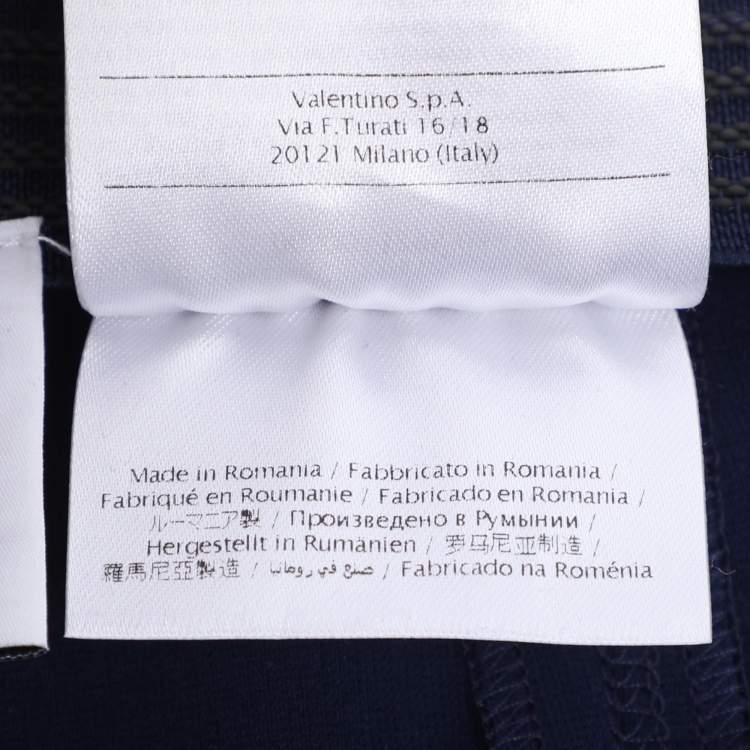 Valentino S.p.A.
Via F.Turati 16/18
20121 Milano (Italy)
Made in Romania / Fabbricato in Romania /
Fabriqué en Roumanie / Fabricado en Romania /
ルーマニア製 / Произведено в Румынии /
Hergestellt in Rumänien / 罗马尼亚制造 /
羅馬尼亞製造 / صنع في رومانيا / Fabricado na Roménia